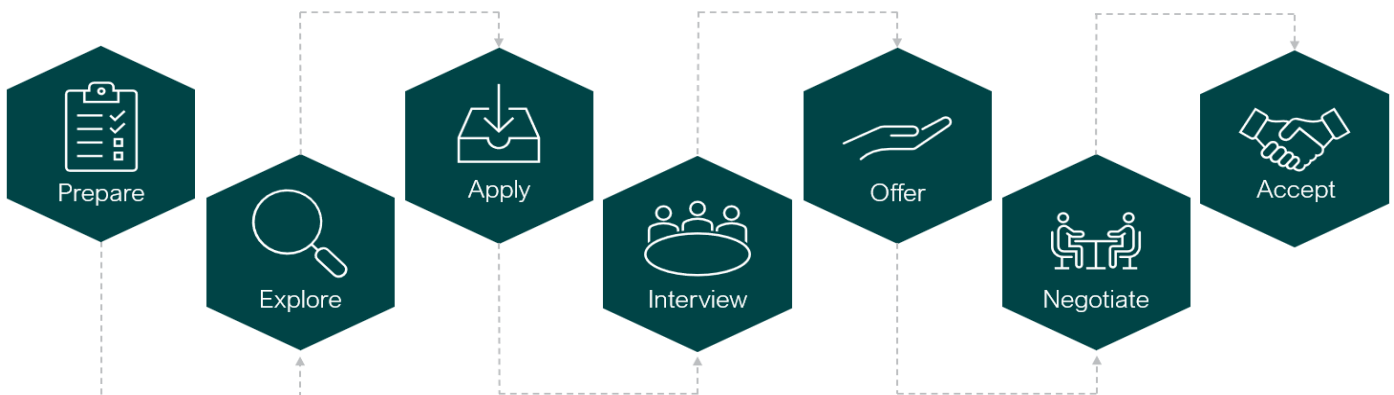 Prepare
Explore
Apply
Interview
Offer
Negotiate
Accept